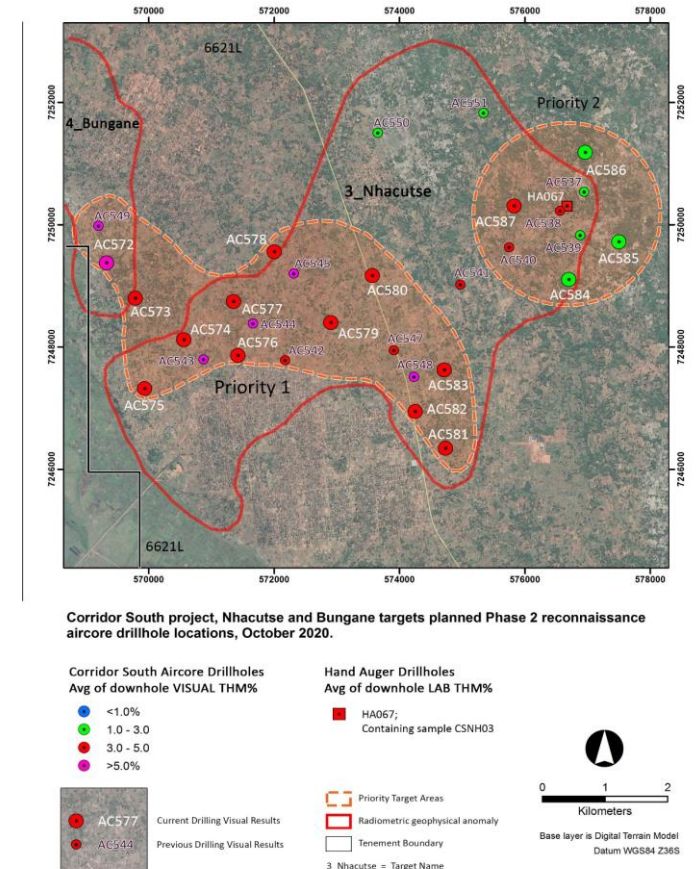 570000 572000 574000 576000 578000
6621L
7252000
7252000
AC551
Priority 2
AC550
4_Bungane
AC586
AC537
3_Nhacutse
HA067
AC549
AC587
AC538
7250000
7250000
AC572
AC578
AC539
AC585
AC540
AC545
AC541
AC580
AC584
AC573
AC577
AC574
AC544
AC579
7248000
7248000
AC576
AC547
AC543
AC542
AC548
Priority 1
AC583
AC575
AC582
AC581
7246000
7246000
6621L
570000 572000 574000 576000 578000
Corridor South project, Nhacutse and Bungane targets planned Phase 2 reconnaissance
aircore drillhole locations, October 2020.
Corridor South Aircore Drillholes
Avg of downhole VISUAL THM%
<1.0%
1.0 - 3.0
3.0 - 5.0
>5.0%
AC577 Current Drilling Visual Results
AC544 Previous Drilling Visual Results
Hand Auger Drillholes
Avg of downhole LAB THM%
HA067;
Containing sample CSNH03
Priority Target Areas
Radiometric geophysical anomaly
Tenement Boundary
3_Nhacutse = Target Name
0 1 2
Kilometers
Base layer is Digital Terrain Model
Datum WGS84 Z36S